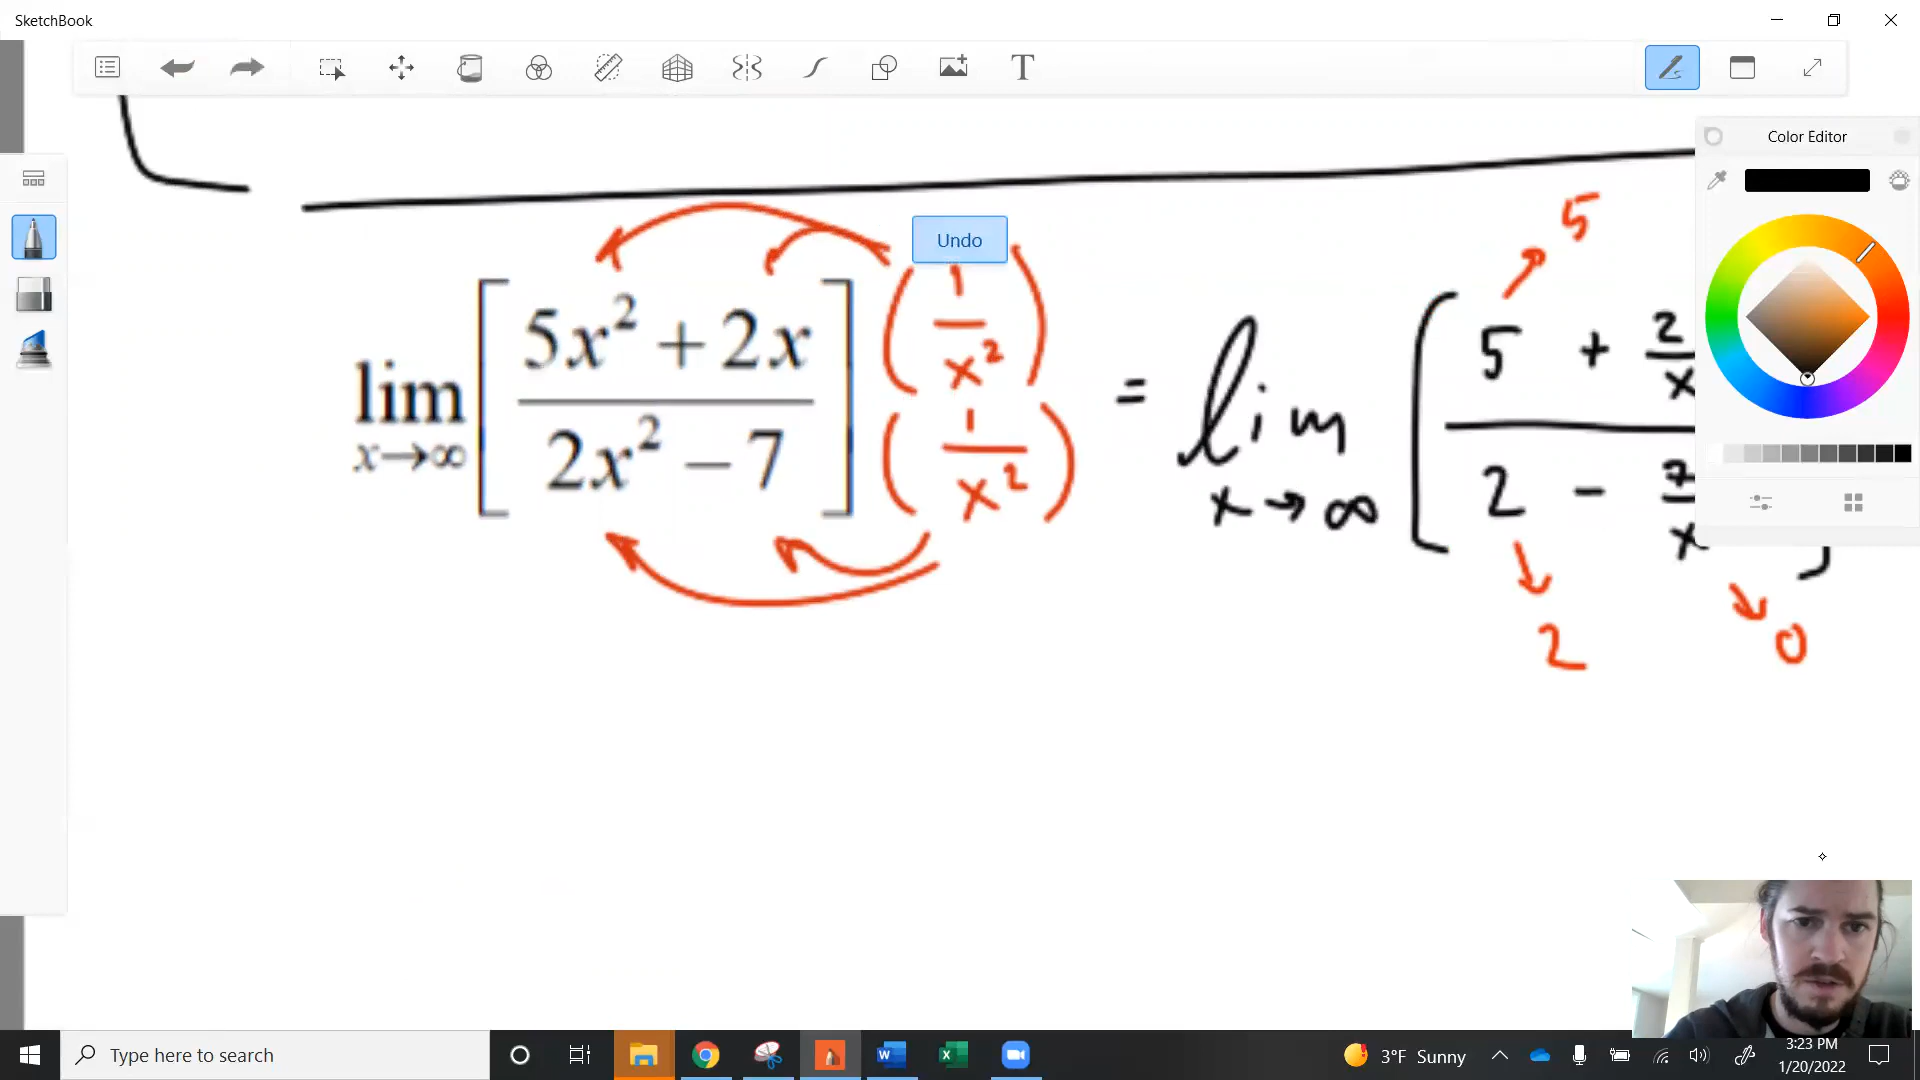 SketchBook
T
Color Editor
Undo
5
lim x→∞ [ (5x² + 2x) / (2x² − 7) ] (1/x²) / (1/x²) = lim x→∞ [ (5 + 2/x) / (2 - 7/x
2
0
Type here to search
3°F Sunny
3:23 PM
1/20/2022